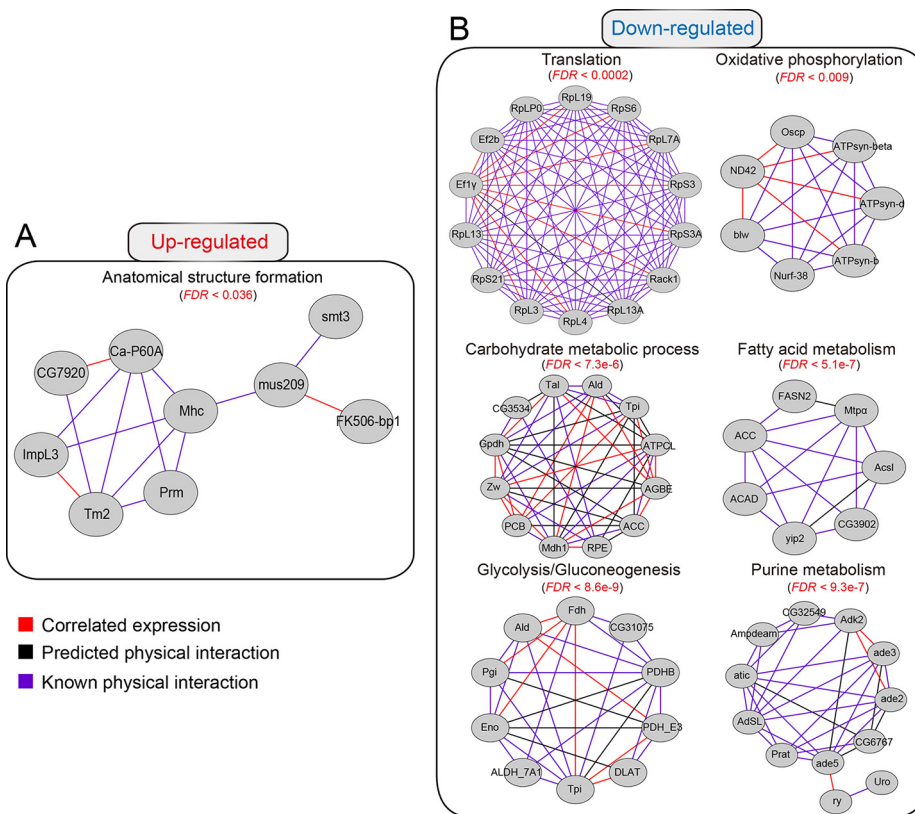 A
Up-regulated
Anatomical structure formation
(FDR < 0.036)
smt3
Ca-P60A
CG7920
mus209
Mhc
FK506-bp1
ImpL3
Prm
Tm2
Correlated expression
Predicted physical interaction
Known physical interaction
B
Down-regulated
Translation
(FDR < 0.0002)
RpL19
RpLP0
RpS6
Ef2b
RpL7A
Ef1γ
RpS3
RpL13
RpS3A
RpS21
Rack1
RpL3
RpL13A
RpL4
Oxidative phosphorylation
(FDR < 0.009)
Oscp
ATPsyn-beta
ND42
ATPsyn-d
blw
ATPsyn-b
Nurf-38
Carbohydrate metabolic process
(FDR < 7.3e-6)
Tal
Ald
CG3534
Tpi
Gpdh
ATPCL
Zw
AGBE
PCB
ACC
Mdh1
RPE
Fatty acid metabolism
(FDR < 5.1e-7)
FASN2
Mtpα
ACC
Acsl
ACAD
CG3902
yip2
Glycolysis/Gluconeogenesis
(FDR < 8.6e-9)
Fdh
Ald
CG31075
Pgi
PDHB
Eno
PDH_E3
ALDH_7A1
DLAT
Tpi
Purine metabolism
(FDR < 9.3e-7)
CG32549
Adk2
Ampdeam
ade3
atic
ade2
AdSL
CG6767
Prat
ade5
Uro
ry